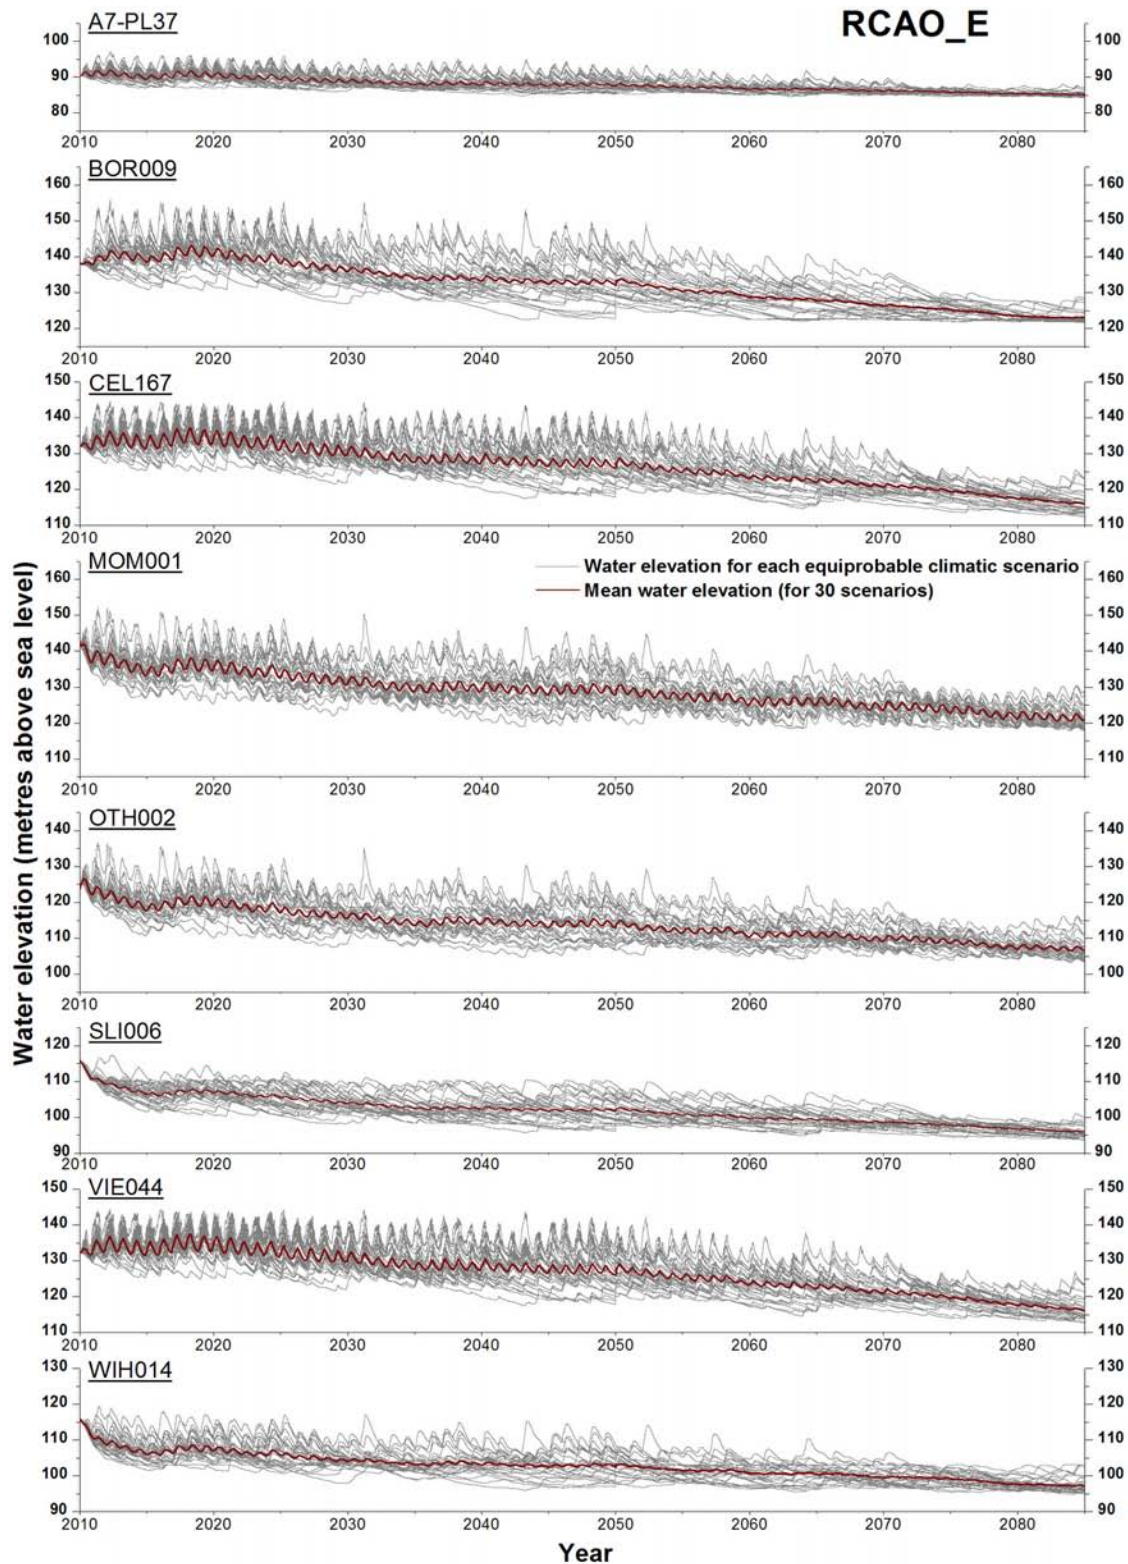 RCAO_E
Water elevation (metres above sea level)
A7-PL37
100 100
90 90
80 80
2010 2020 2030 2040 2050 2060 2070 2080
BOR009
160 160
150 150
140 140
130 130
120 120
2010 2020 2030 2040 2050 2060 2070 2080
CEL167
150 150
140 140
130 130
120 120
110 110
2010 2020 2030 2040 2050 2060 2070 2080
MOM001
Water elevation for each equiprobable climatic scenario
Mean water elevation (for 30 scenarios)
160 160
150 150
140 140
130 130
120 120
110 110
2010 2020 2030 2040 2050 2060 2070 2080
OTH002
140 140
130 130
120 120
110 110
100 100
2010 2020 2030 2040 2050 2060 2070 2080
SLI006
120 120
110 110
100 100
90 90
2010 2020 2030 2040 2050 2060 2070 2080
VIE044
150 150
140 140
130 130
120 120
110 110
2010 2020 2030 2040 2050 2060 2070 2080
WIH014
130 130
120 120
110 110
100 100
90 90
2010 2020 2030 2040 2050 2060 2070 2080
Year